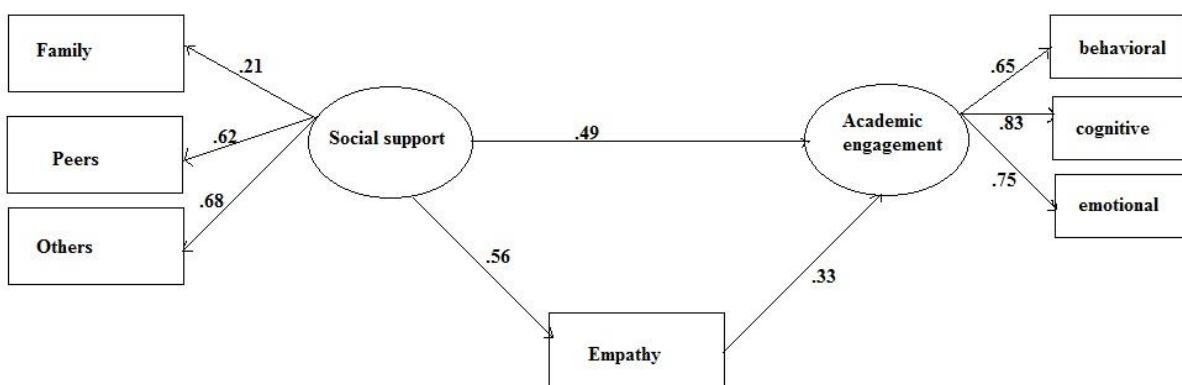 Family
.21
Peers
.62
Others
.68
Social support
.49
.56
Empathy
.33
Academic
engagement
.65
behavioral
.83
cognitive
.75
emotional